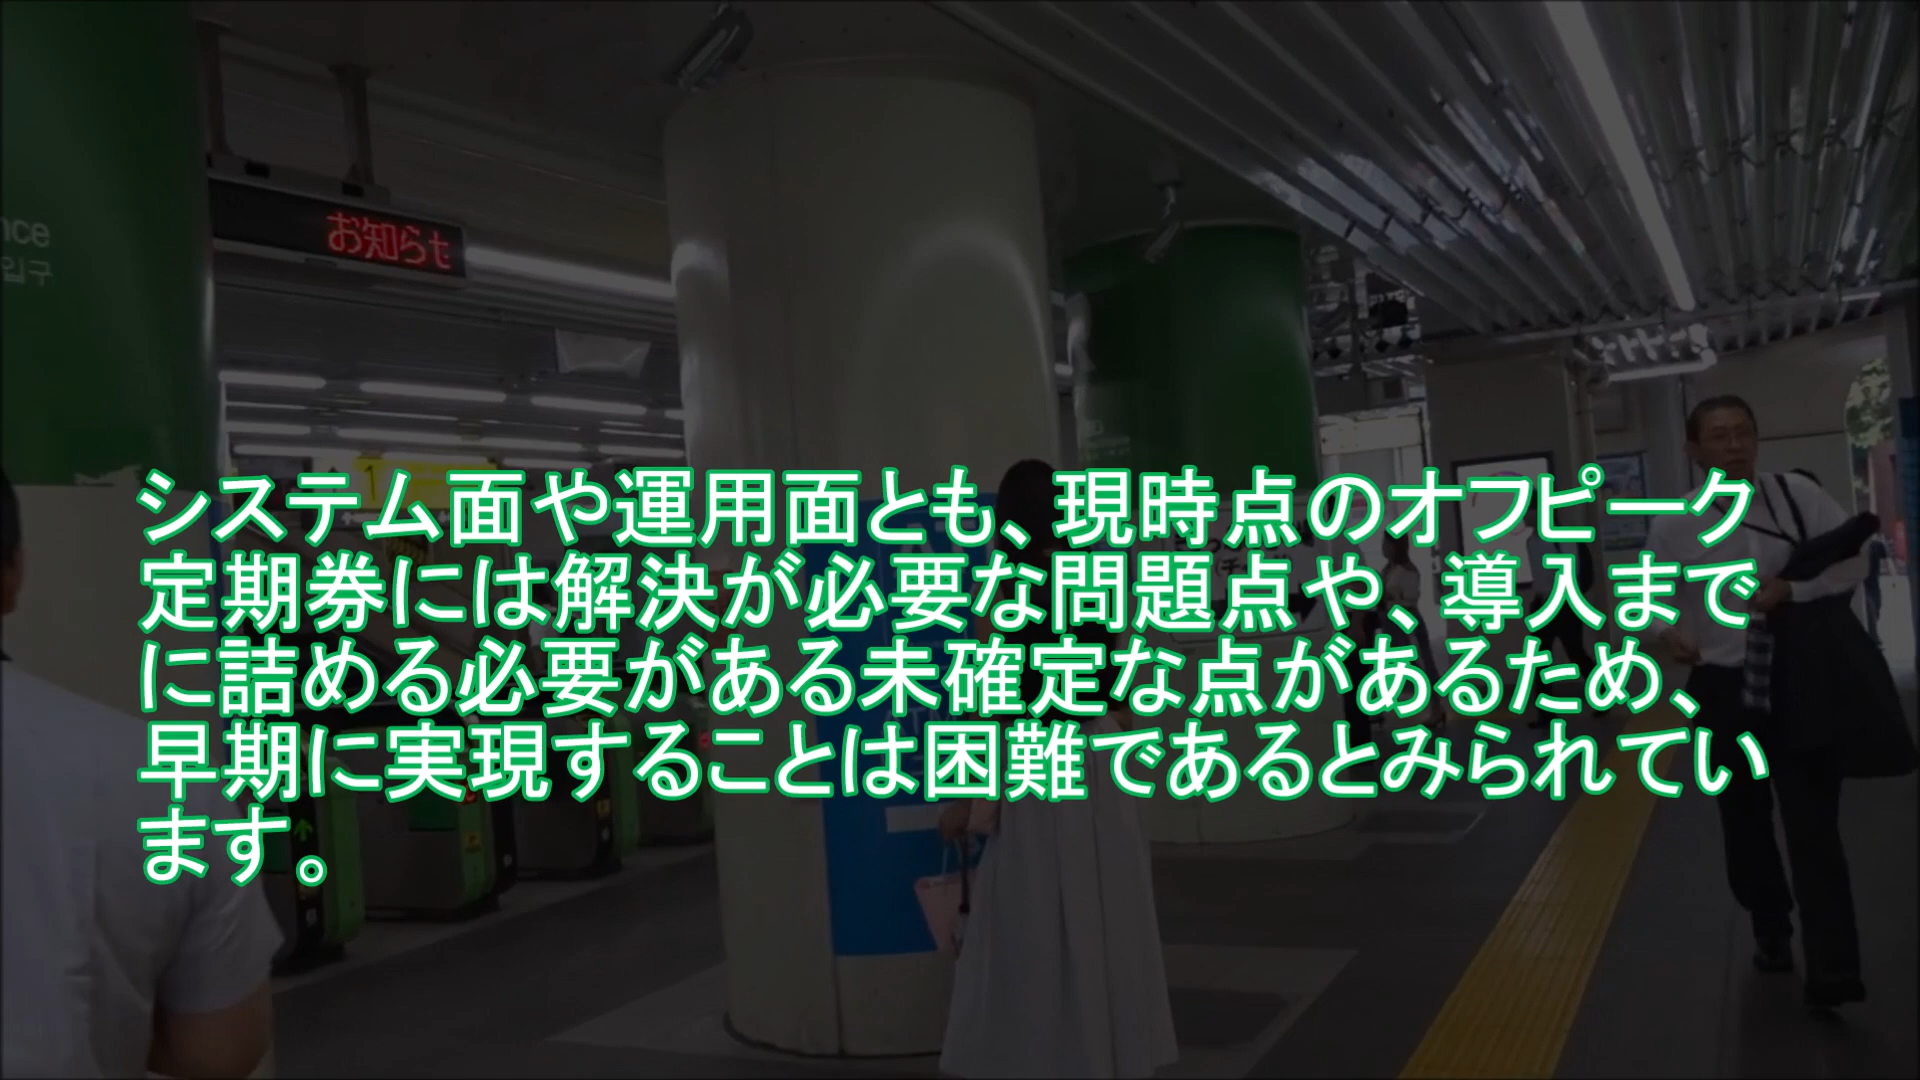 nce
입구
お知らせ
1
システム面や運用面とも、現時点のオフピーク
定期券には解決が必要な問題点や、導入まで
に詰める必要がある未確定な点があるため、
早期に実現することは困難であるとみられてい
ます。